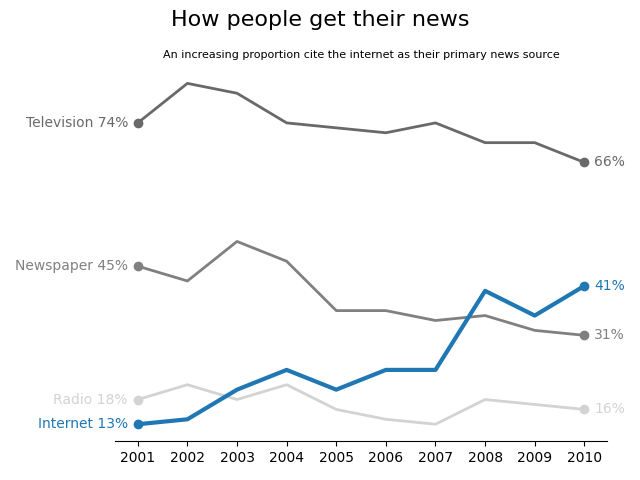 How people get their news
An increasing proportion cite the internet as their primary news source
Television 74%
66%
Newspaper 45%
41%
31%
Radio 18%
16%
Internet 13%
2001 2002 2003 2004 2005 2006 2007 2008 2009 2010